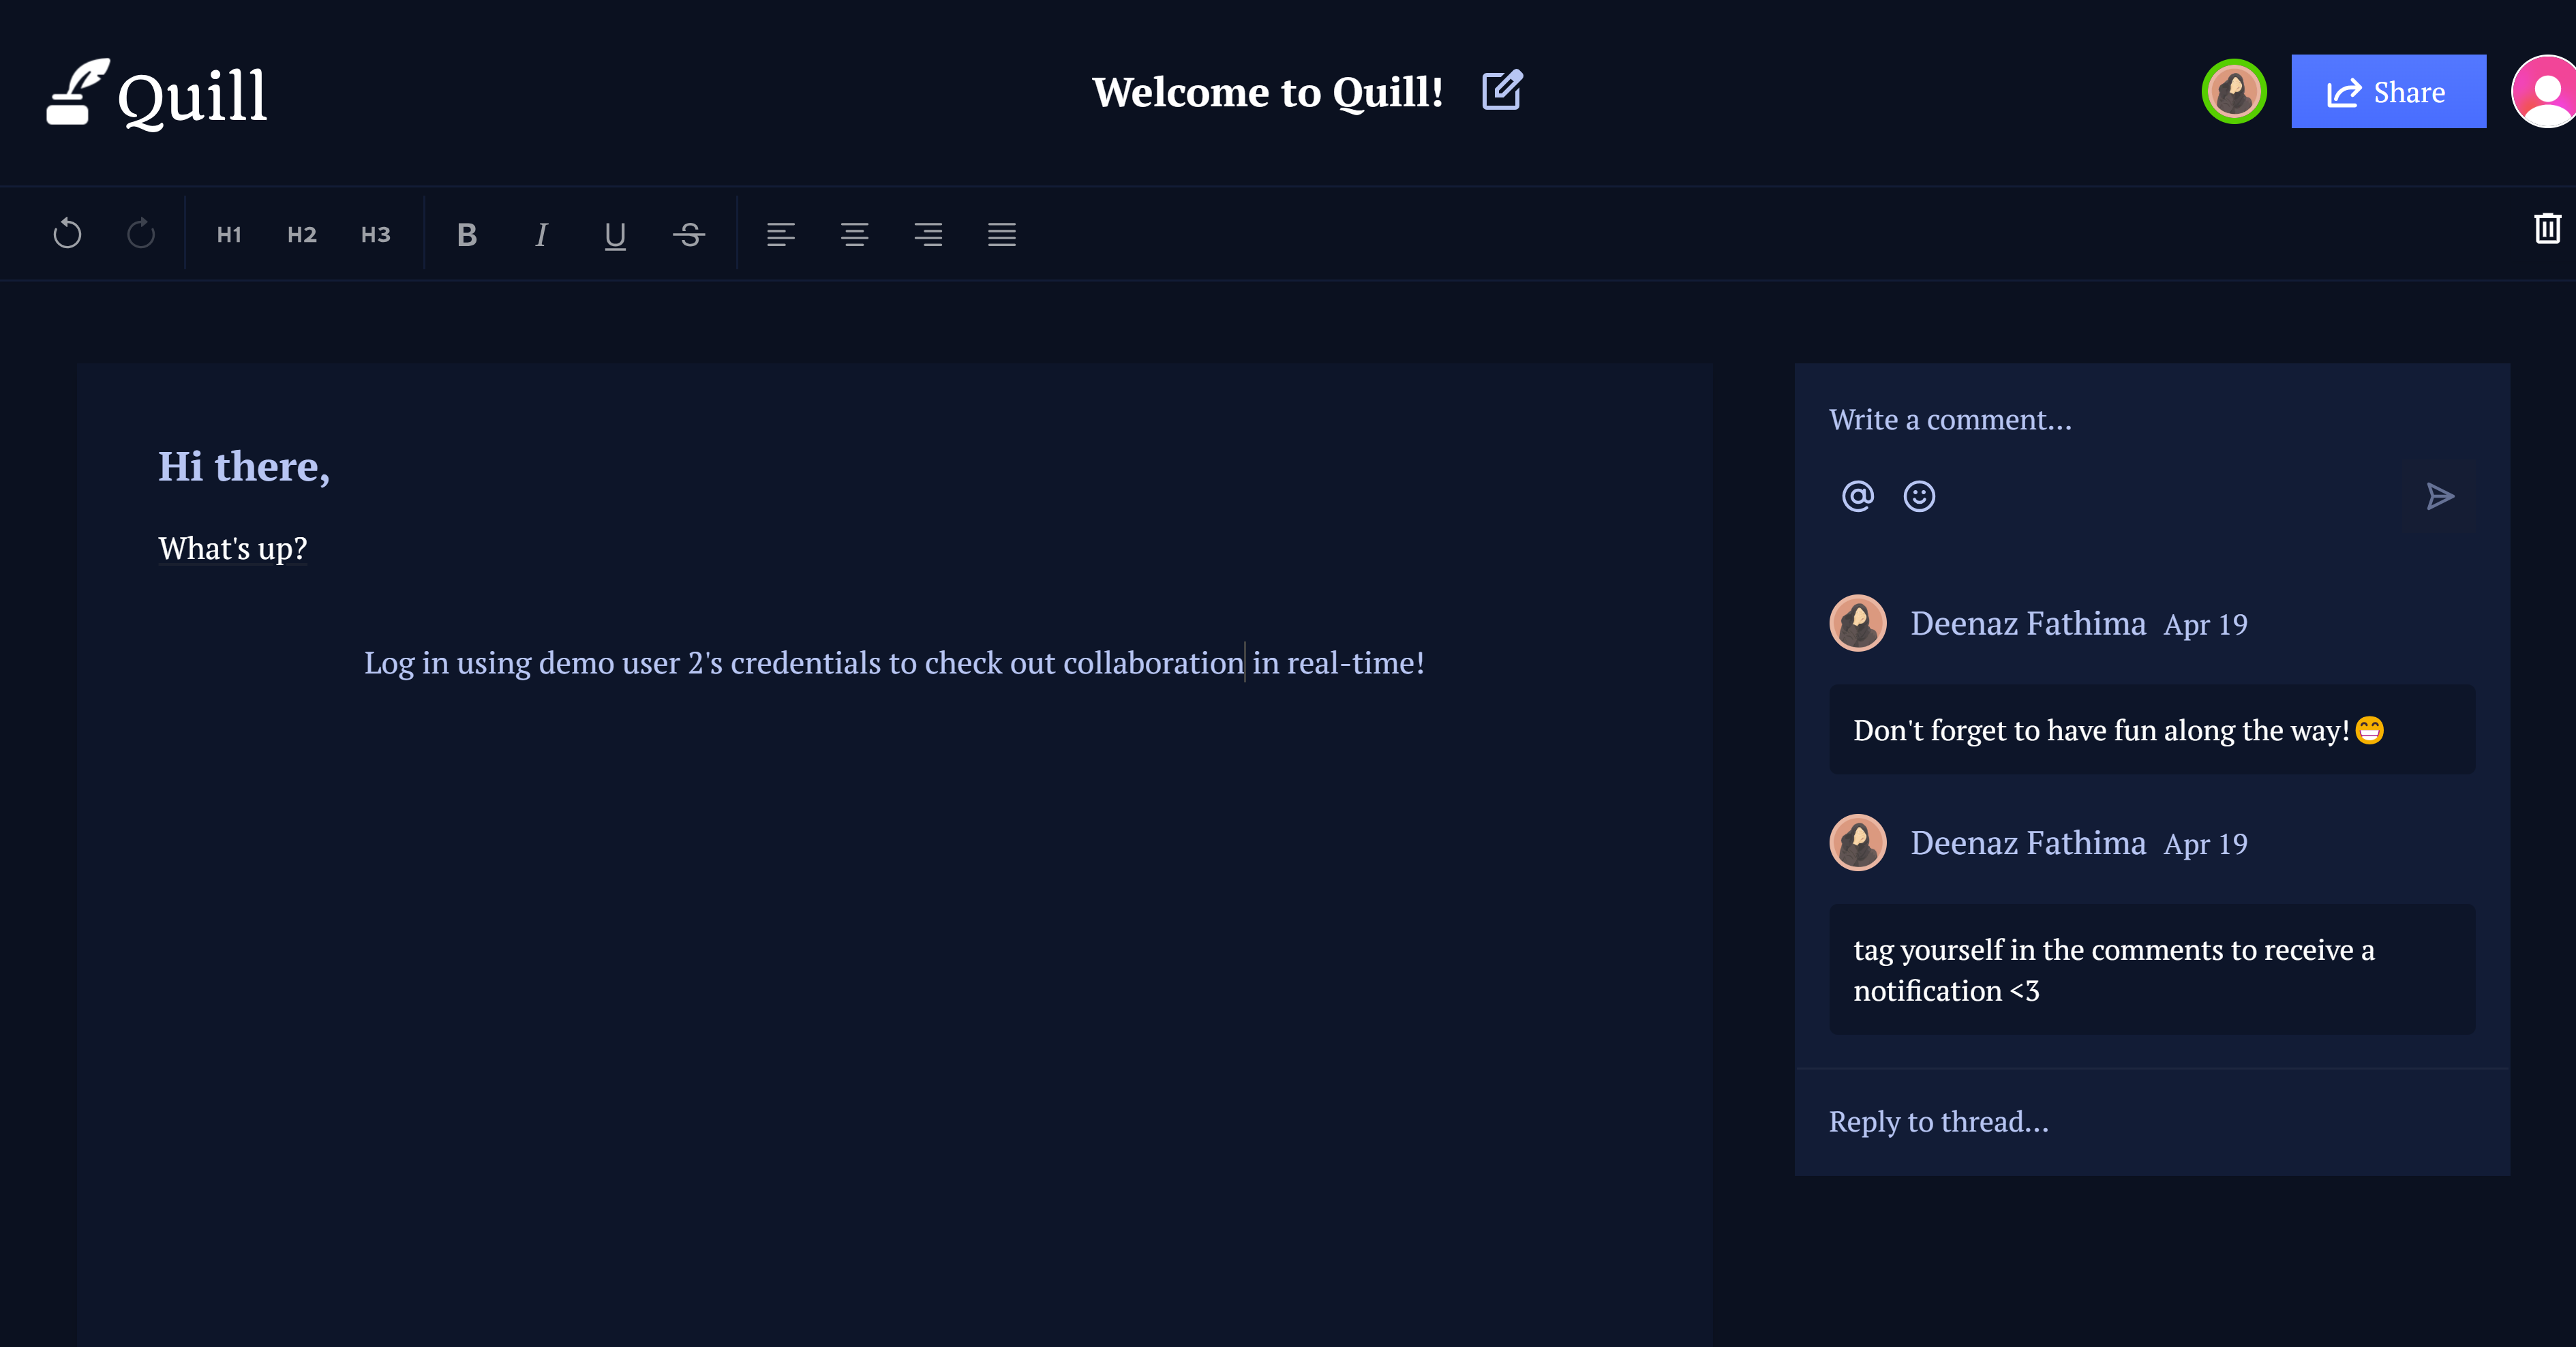 Quill
Welcome to Quill!
Share
H1 H2 H3 B I U S
Hi there,
What's up?
Log in using demo user 2's credentials to check out collaboration in real-time!
Write a comment...
@
Deenaz Fathima Apr 19
Don't forget to have fun along the way!😁
Deenaz Fathima Apr 19
tag yourself in the comments to receive a
notification <3
Reply to thread...